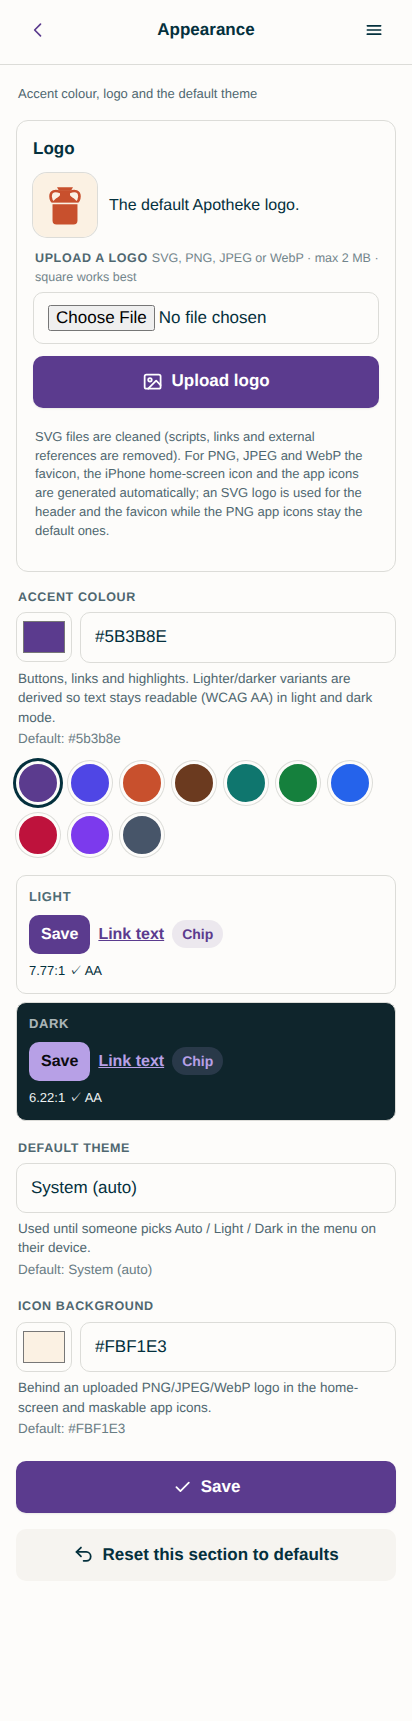 Appearance
Accent colour, logo and the default theme
Logo
The default Apotheke logo.
UPLOAD A LOGO SVG, PNG, JPEG or WebP · max 2 MB ·
square works best
Choose File No file chosen
Upload logo
SVG files are cleaned (scripts, links and external
references are removed). For PNG, JPEG and WebP the
favicon, the iPhone home-screen icon and the app icons
are generated automatically; an SVG logo is used for the
header and the favicon while the PNG app icons stay the
default ones.
ACCENT COLOUR
#5B3B8E
Buttons, links and highlights. Lighter/darker variants are
derived so text stays readable (WCAG AA) in light and dark
mode.
Default: #5b3b8e
LIGHT
Save Link text Chip
7.77:1 ✓ AA
DARK
Save Link text Chip
6.22:1 ✓ AA
DEFAULT THEME
System (auto)
Used until someone picks Auto / Light / Dark in the menu on
their device.
Default: System (auto)
ICON BACKGROUND
#FBF1E3
Behind an uploaded PNG/JPEG/WebP logo in the home-
screen and maskable app icons.
Default: #FBF1E3
Save
Reset this section to defaults